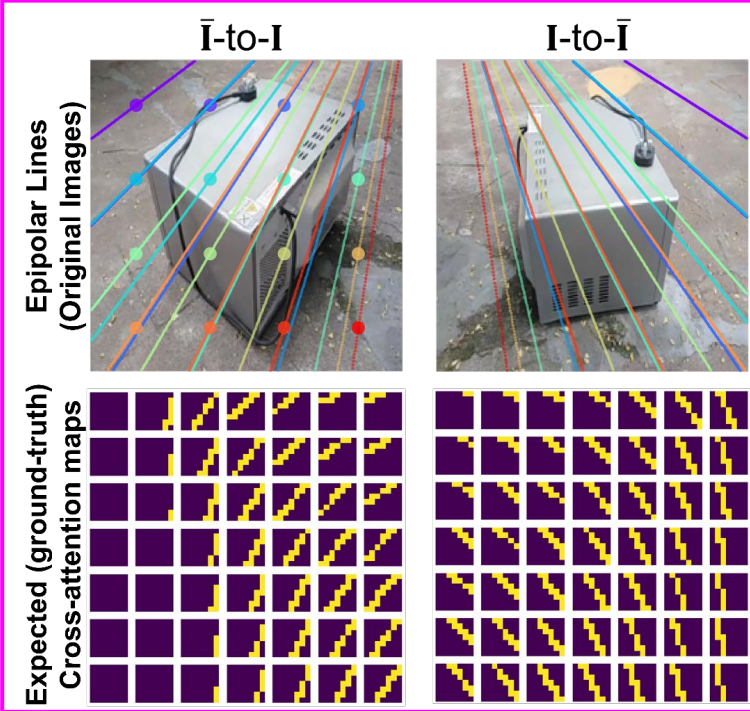 Ī-to-I
I-to-Ī
Epipolar Lines
(Original Images)
Expected (ground-truth)
Cross-attention maps